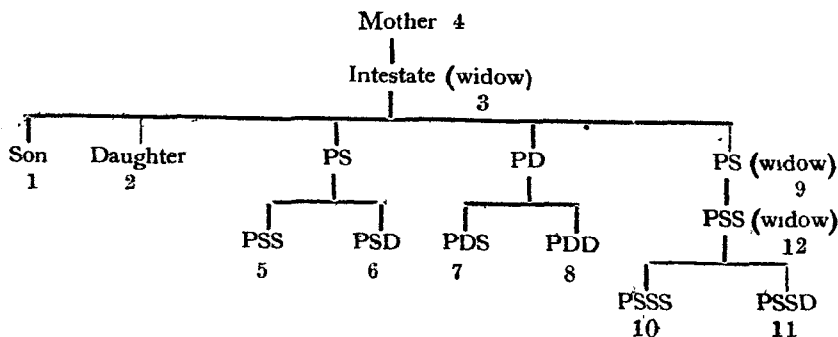 Mother 4
Intestate (widow)
3
Son Daughter PS PD PS (widow)
1 2 9
PSS (widow)
12
PSS PSD PDS PDD
5 6 7 8
PSSS PSSD
10 11